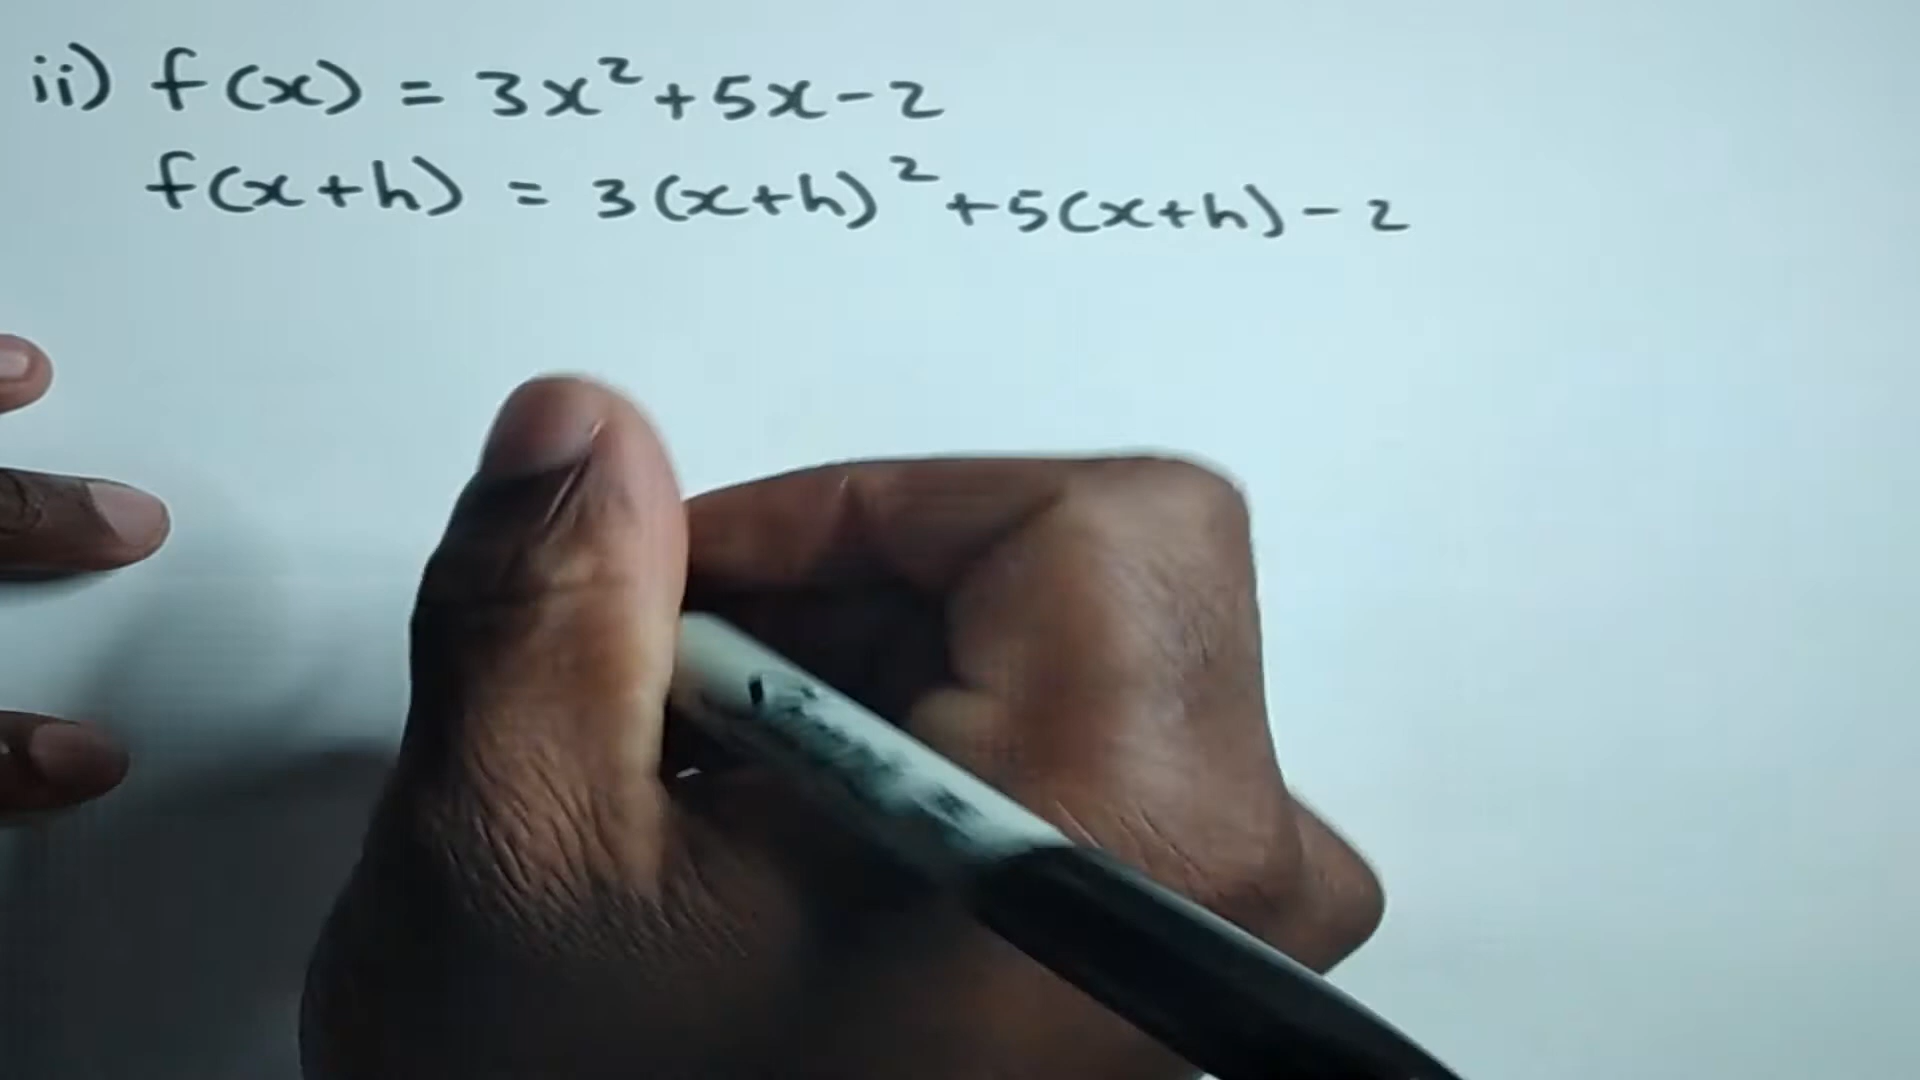 ii) f(x) = 3x² + 5x - 2
f(x+h) = 3(x+h)² + 5(x+h) - 2